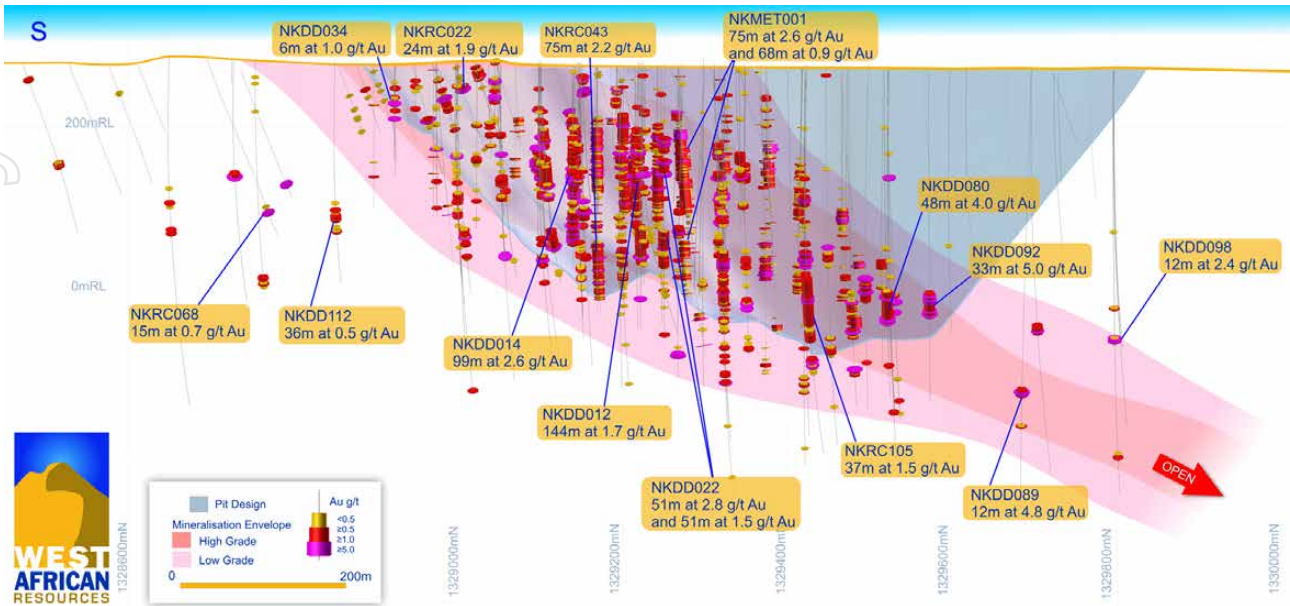 S
NKDD034
6m at 1.0 g/t Au
NKRC022
24m at 1.9 g/t Au
NKRC043
75m at 2.2 g/t Au
NKMET001
75m at 2.6 g/t Au
and 68m at 0.9 g/t Au
200mRL
0mRL
NKDD080
48m at 4.0 g/t Au
NKDD092
33m at 5.0 g/t Au
NKDD098
12m at 2.4 g/t Au
NKRC068
15m at 0.7 g/t Au
NKDD112
36m at 0.5 g/t Au
NKDD014
99m at 2.6 g/t Au
NKDD012
144m at 1.7 g/t Au
NKDD022
51m at 2.8 g/t Au
and 51m at 1.5 g/t Au
NKRC105
37m at 1.5 g/t Au
NKDD089
12m at 4.8 g/t Au
OPEN
WEST
AFRICAN
RESOURCES
Pit Design
Mineralisation Envelope
High Grade
Low Grade
Au g/t
<0.5
≥0.5
≥1.0
≥5.0
0
200m
1328600mN
1329000mN
1329200mN
1329400mN
1329600mN
1329800mN
1330000mN